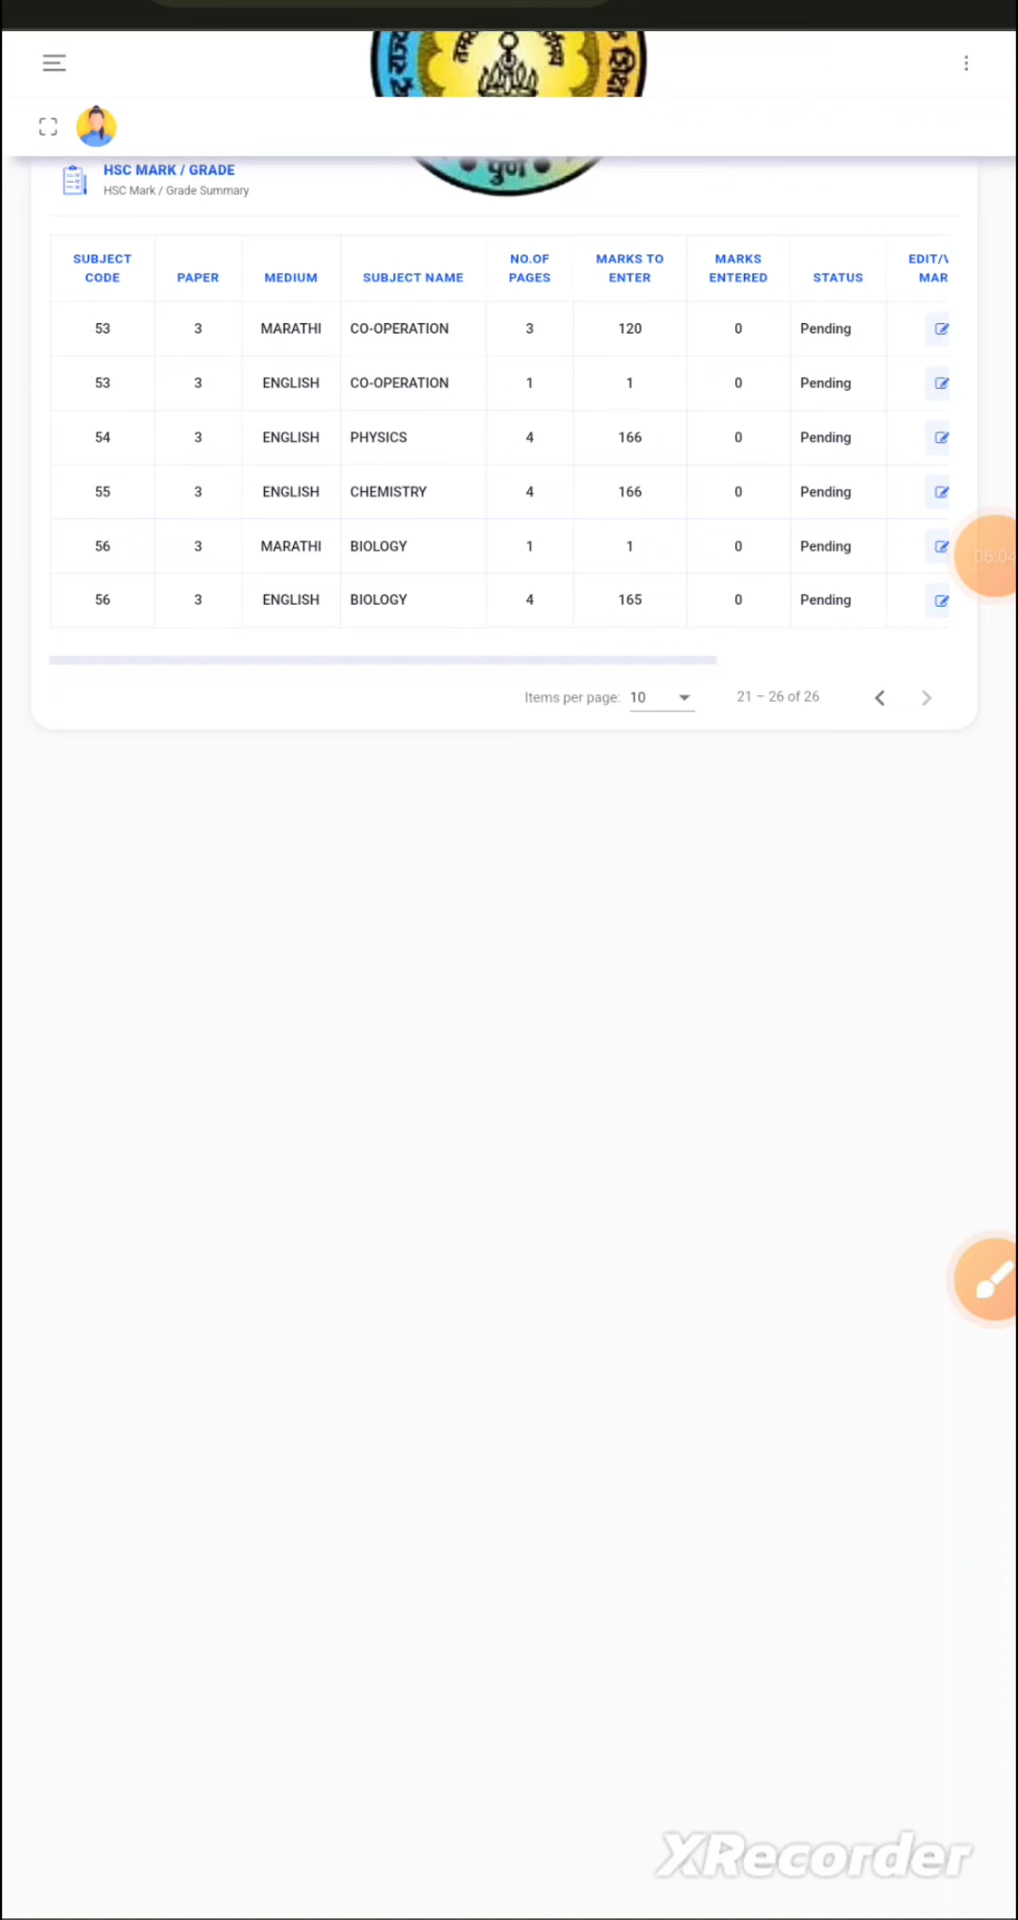 पुणे
HSC MARK / GRADE
HSC Mark / Grade Summary
SUBJECT CODE PAPER MEDIUM SUBJECT NAME NO.OF PAGES MARKS TO ENTER MARKS ENTERED STATUS EDIT/V MAR
53 3 MARATHI CO-OPERATION 3 120 0 Pending
53 3 ENGLISH CO-OPERATION 1 1 0 Pending
54 3 ENGLISH PHYSICS 4 166 0 Pending
55 3 ENGLISH CHEMISTRY 4 166 0 Pending
56 3 MARATHI BIOLOGY 1 1 0 Pending
56 3 ENGLISH BIOLOGY 4 165 0 Pending
06:0
Items per page: 10 21 – 26 of 26
XRecorder